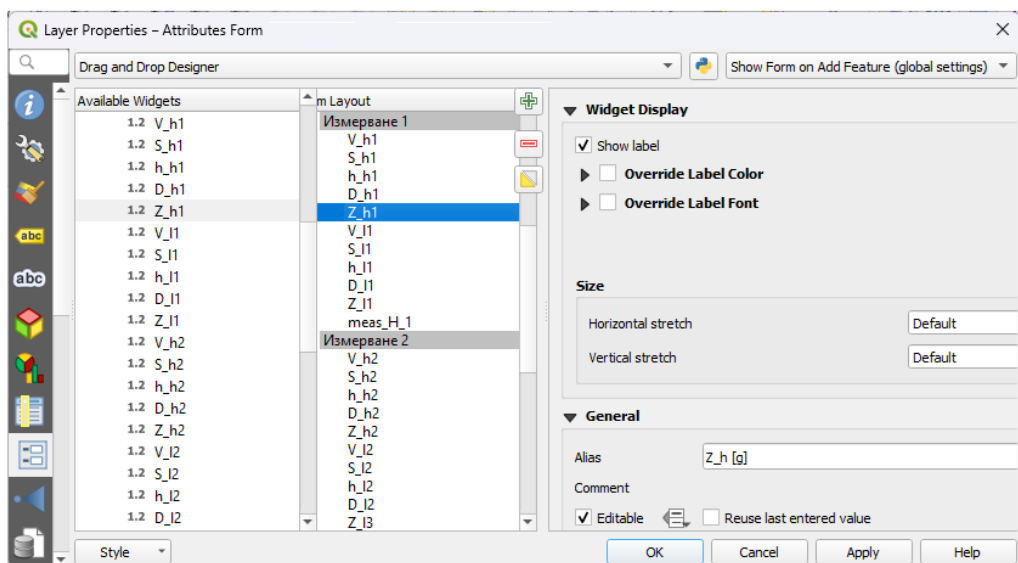 Layer Properties – Attributes Form
Drag and Drop Designer
Show Form on Add Feature (global settings)
Available Widgets
1.2 V_h1
1.2 S_h1
1.2 h_h1
1.2 D_h1
1.2 Z_h1
1.2 V_l1
1.2 S_l1
1.2 h_l1
1.2 D_l1
1.2 Z_l1
1.2 V_h2
1.2 S_h2
1.2 h_h2
1.2 D_h2
1.2 Z_h2
1.2 V_l2
1.2 S_l2
1.2 h_l2
1.2 D_l2
m Layout
Измерване 1
V_h1
S_h1
h_h1
D_h1
Z_h1
V_l1
S_l1
h_l1
D_l1
Z_l1
meas_H_1
Измерване 2
V_h2
S_h2
h_h2
D_h2
Z_h2
V_l2
S_l2
h_l2
D_l2
Z_l3
Widget Display
Show label
Override Label Color
Override Label Font
Size
Horizontal stretch Default
Vertical stretch Default
General
Alias Z_h [g]
Comment
Editable Reuse last entered value
abc
abc
Style
OK Cancel Apply Help